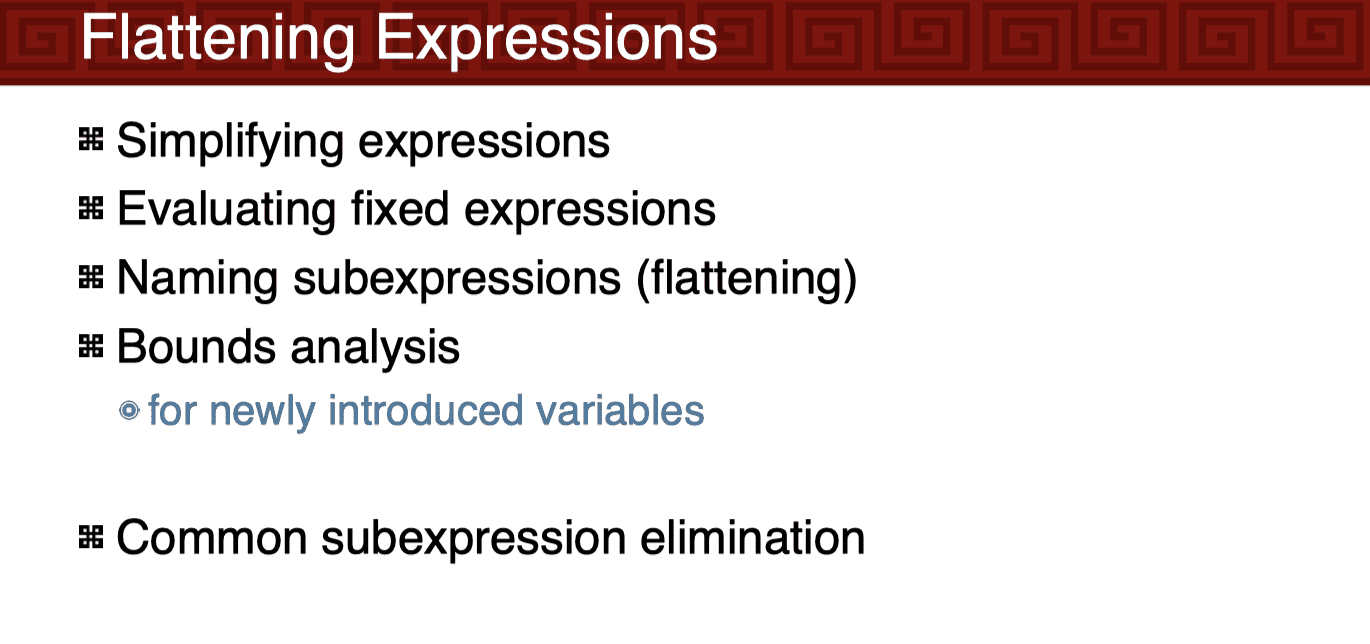 Flattening Expressions
Simplifying expressions
Evaluating fixed expressions
Naming subexpressions (flattening)
Bounds analysis
for newly introduced variables
Common subexpression elimination